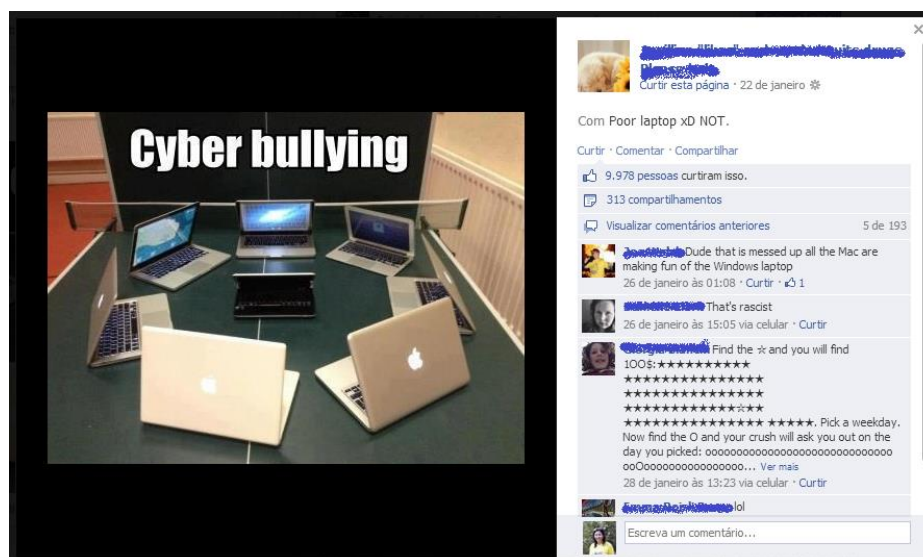 Cyber bullying
Curtir esta página · 22 de janeiro
Com Poor laptop xD NOT.
Curtir · Comentar · Compartilhar
9.978 pessoas curtiram isso.
313 compartilhamentos
Visualizar comentários anteriores 5 de 193
Dude that is messed up all the Mac are
making fun of the Windows laptop
26 de janeiro às 01:08 · Curtir · 1
That's rascist
26 de janeiro às 15:05 via celular · Curtir
Find the ☆ and you will find
1OO$:★★★★★★★★★★
★★★★★★★★★★★★★★★
★★★★★★★★★★★★★★★
★★★★★★★★★★★★☆★★
★★★★★★★★★★★★★★★ ★★★★★. Pick a weekday.
Now find the O and your crush will ask you out on the
day you picked: oooooooooooooooooooooooooooooo
ooOooooooooooooooo... Ver mais
28 de janeiro às 13:23 via celular · Curtir
lol
Escreva um comentário...